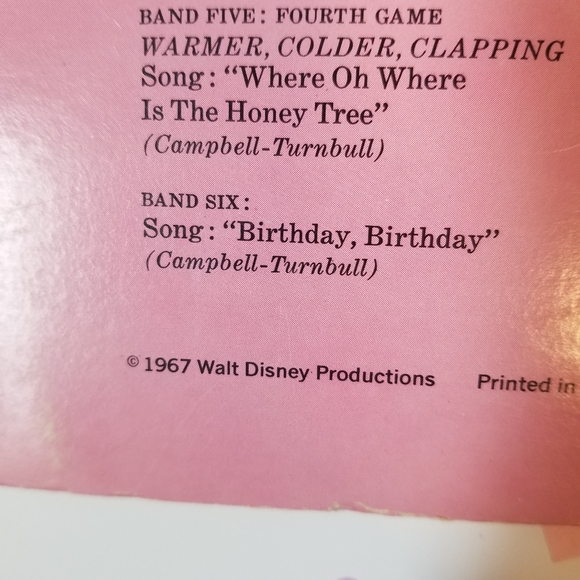 BAND FIVE: FOURTH GAME
WARMER, COLDER, CLAPPING
Song: “Where Oh Where
Is The Honey Tree”
(Campbell-Turnbull)
BAND SIX:
Song: “Birthday, Birthday”
(Campbell-Turnbull)
© 1967 Walt Disney Productions Printed in